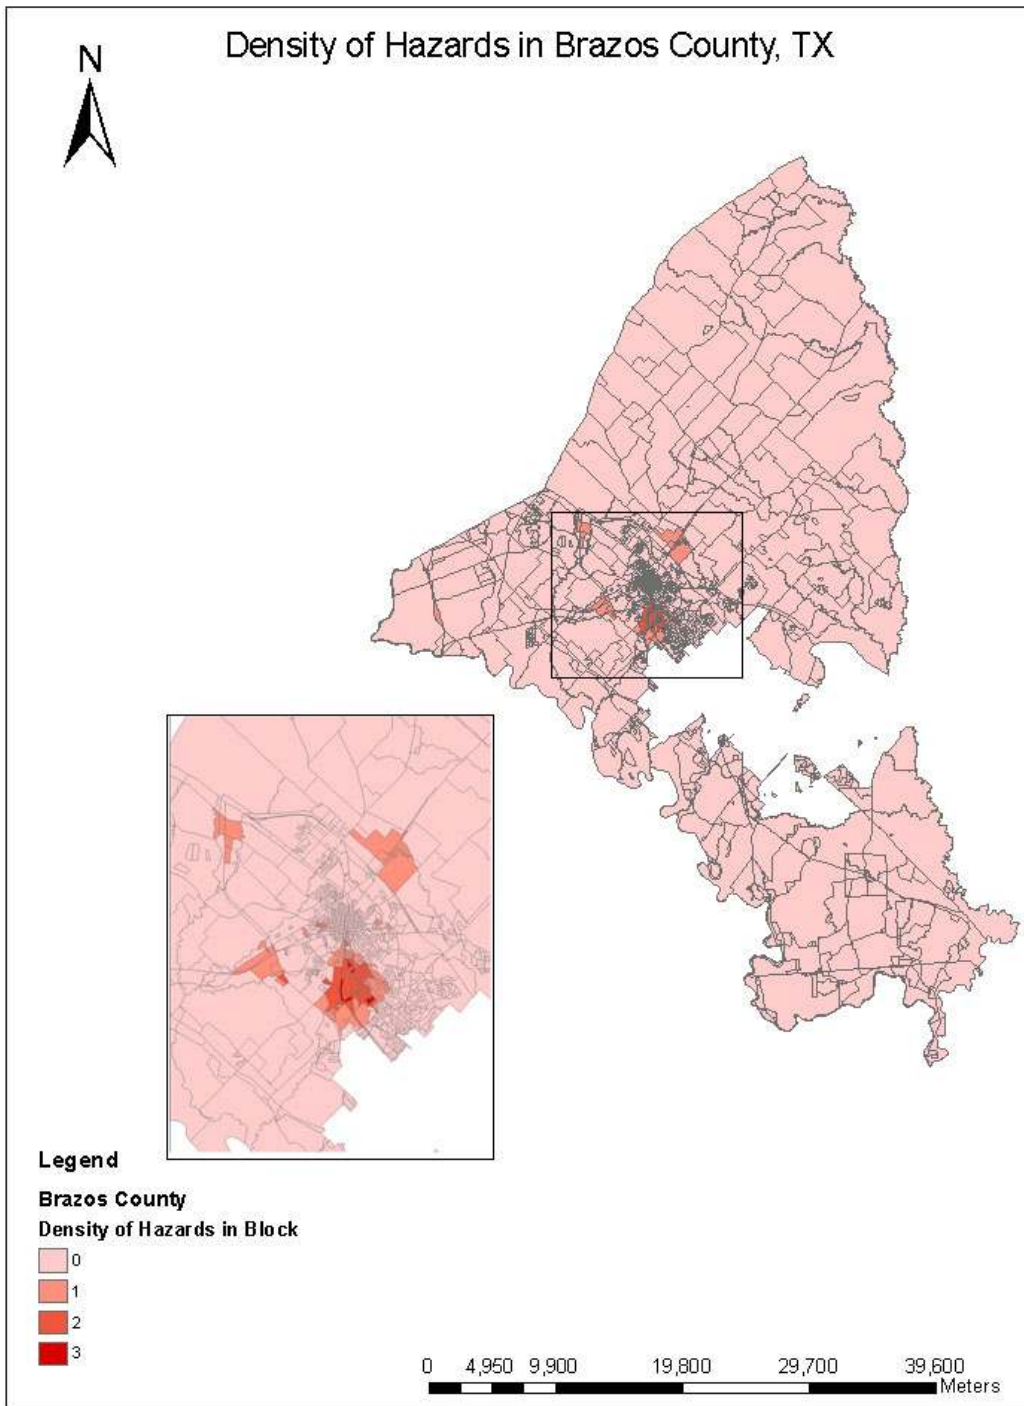 Density of Hazards in Brazos County, TX
N
Legend
Brazos County
Density of Hazards in Block
0
1
2
3
0 4,950 9,900 19,800 29,700 39,600
Meters